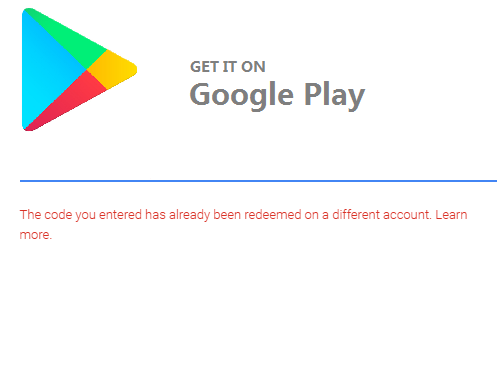 GET IT ON
Google Play
The code you entered has already been redeemed on a different account. Learn
more.